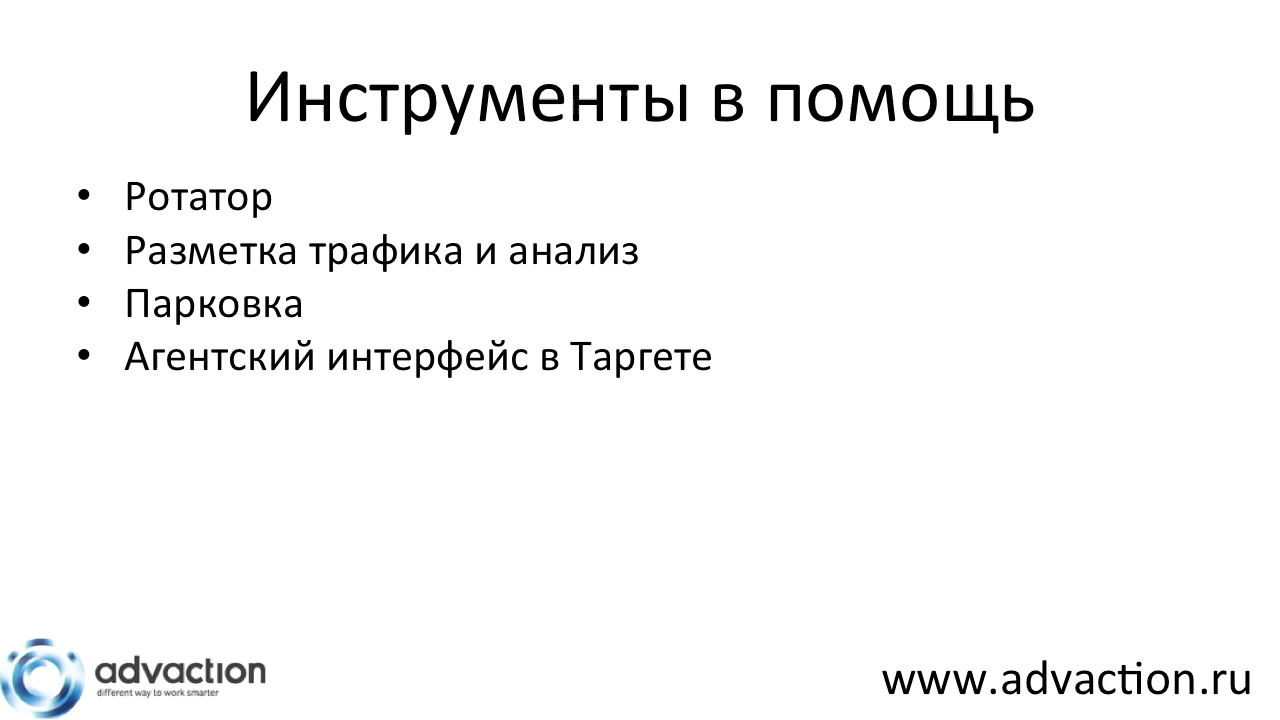 Инструменты в помощь
• Ротатор
• Разметка трафика и анализ
• Парковка
• Агентский интерфейс в Таргете
advaction
different way to work smarter
www.advaction.ru